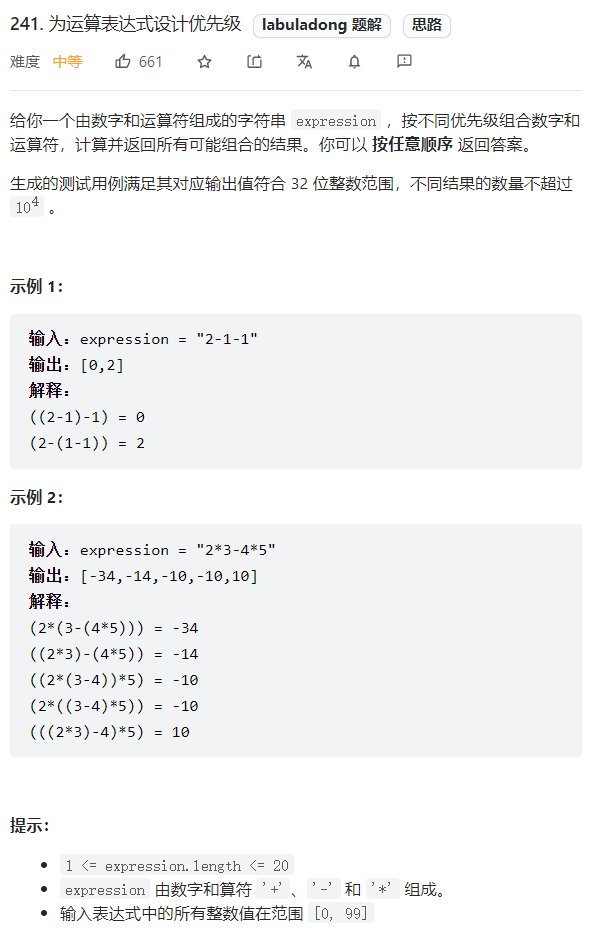 241. 为运算表达式设计优先级 labuladong 题解 思路
难度 中等 661
给你一个由数字和运算符组成的字符串 expression ，按不同优先级组合数字和
运算符，计算并返回所有可能组合的结果。你可以 按任意顺序 返回答案。
生成的测试用例满足其对应输出值符合 32 位整数范围，不同结果的数量不超过
10^4 。
示例 1：
输入：expression = "2-1-1"
输出：[0,2]
解释：
((2-1)-1) = 0
(2-(1-1)) = 2
示例 2：
输入：expression = "2*3-4*5"
输出：[-34,-14,-10,-10,10]
解释：
(2*(3-(4*5))) = -34
((2*3)-(4*5)) = -14
((2*(3-4))*5) = -10
(2*((3-4)*5)) = -10
(((2*3)-4)*5) = 10
提示：
• 1 <= expression.length <= 20
• expression 由数字和算符 '+'、'-' 和 '*' 组成。
• 输入表达式中的所有整数值在范围 [0, 99]